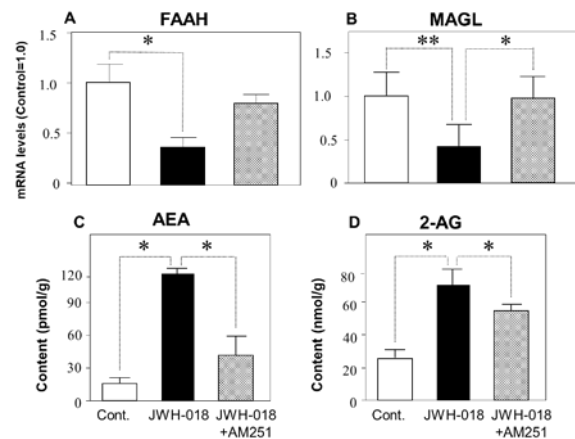 A
FAAH
mRNA levels (Control=1.0)
1.5
1.0
0.5
0
*
B
MAGL
1.5
1.0
0.5
0
**
*
C
AEA
Content (pmol/g)
120
90
60
30
0
*
*
Cont.
JWH-018
JWH-018
+AM251
D
2-AG
Content (nmol/g)
80
60
40
20
0
*
*
Cont.
JWH-018
JWH-018
+AM251